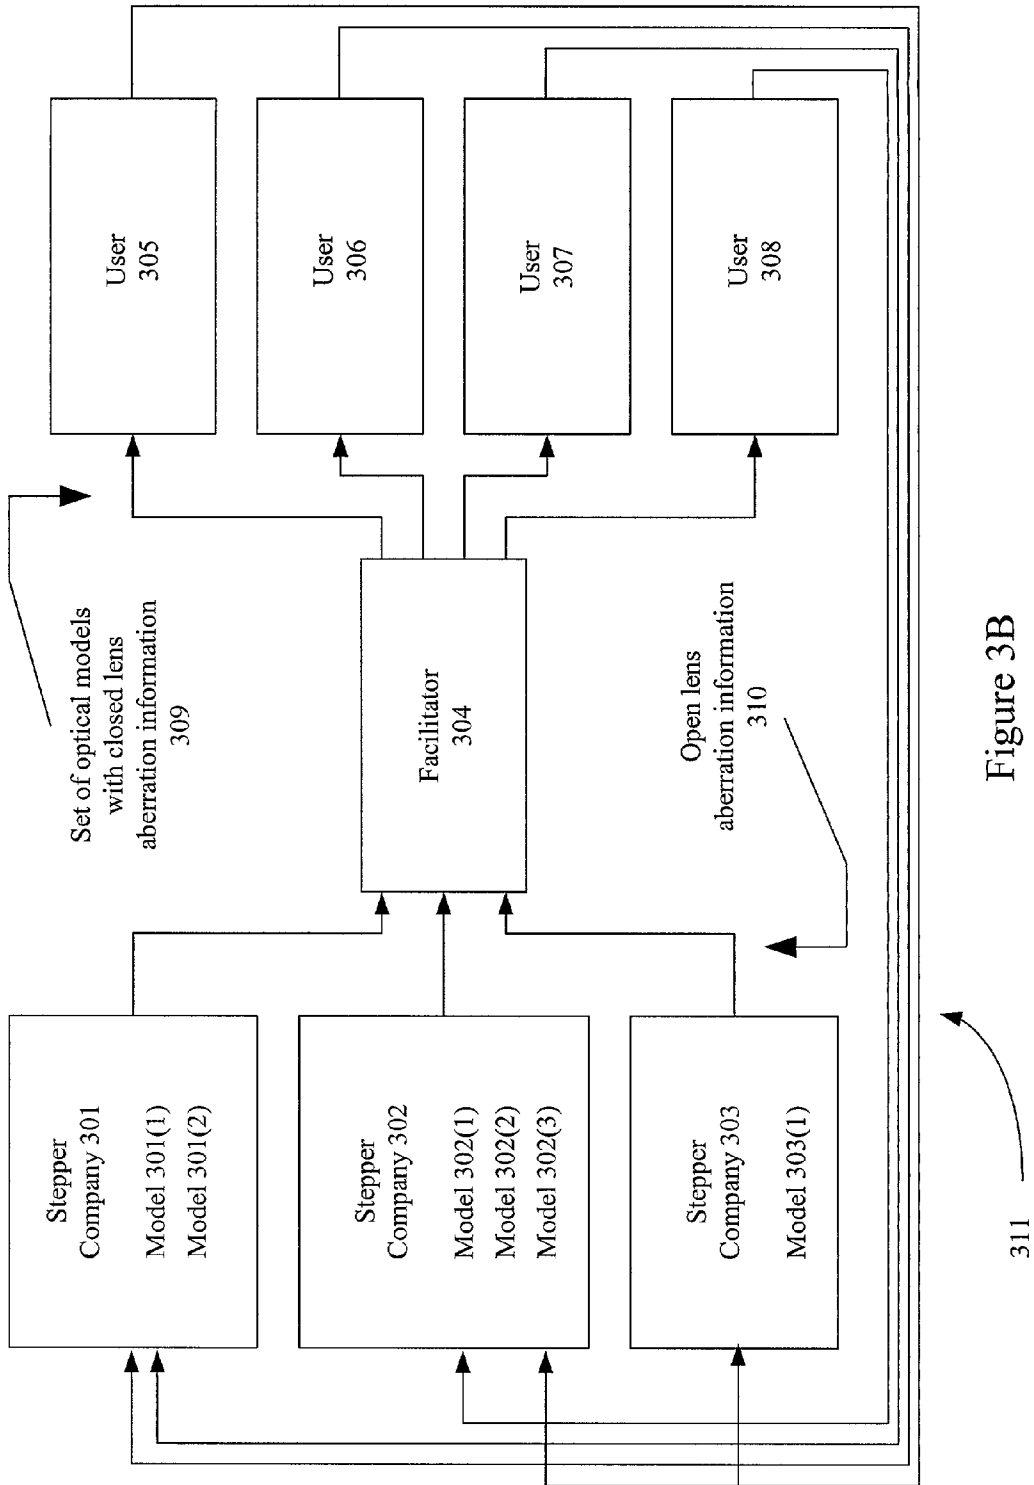 Stepper
Company 301
Model 301(1)
Model 301(2)
Stepper
Company 302
Model 302(1)
Model 302(2)
Model 302(3)
Stepper
Company 303
Model 303(1)
Facilitator
304
Set of optical models
with closed lens
aberration information
309
Open lens
aberration information
310
User
305
User
306
User
307
User
308
311
Figure 3B